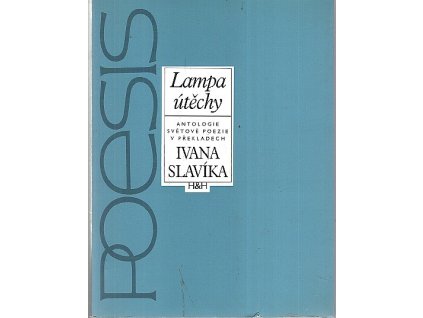 POESIS
Lampa
útěchy
ANTOLOGIE
SVĚTOVÉ POEZIE
V PŘEKLADECH
IVANA
SLAVÍKA
H&H